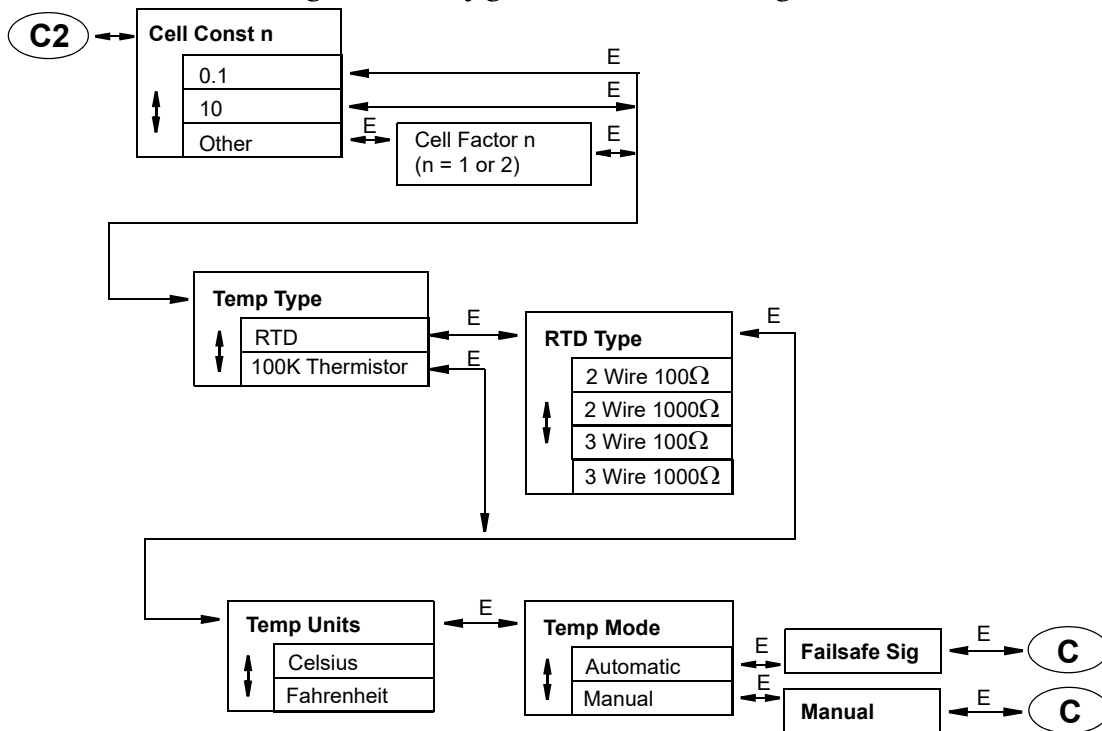 C2
Cell Const n
0.1
E
10
E
Other
E
Cell Factor n
(n = 1 or 2)
E
Temp Type
RTD
E
100K Thermistor
E
RTD Type
E
2 Wire 100Ω
2 Wire 1000Ω
3 Wire 100Ω
3 Wire 1000Ω
Temp Units
Celsius
Fahrenheit
E
Temp Mode
Automatic
E
Failsafe Sig
E
C
Manual
E
Manual
E
C